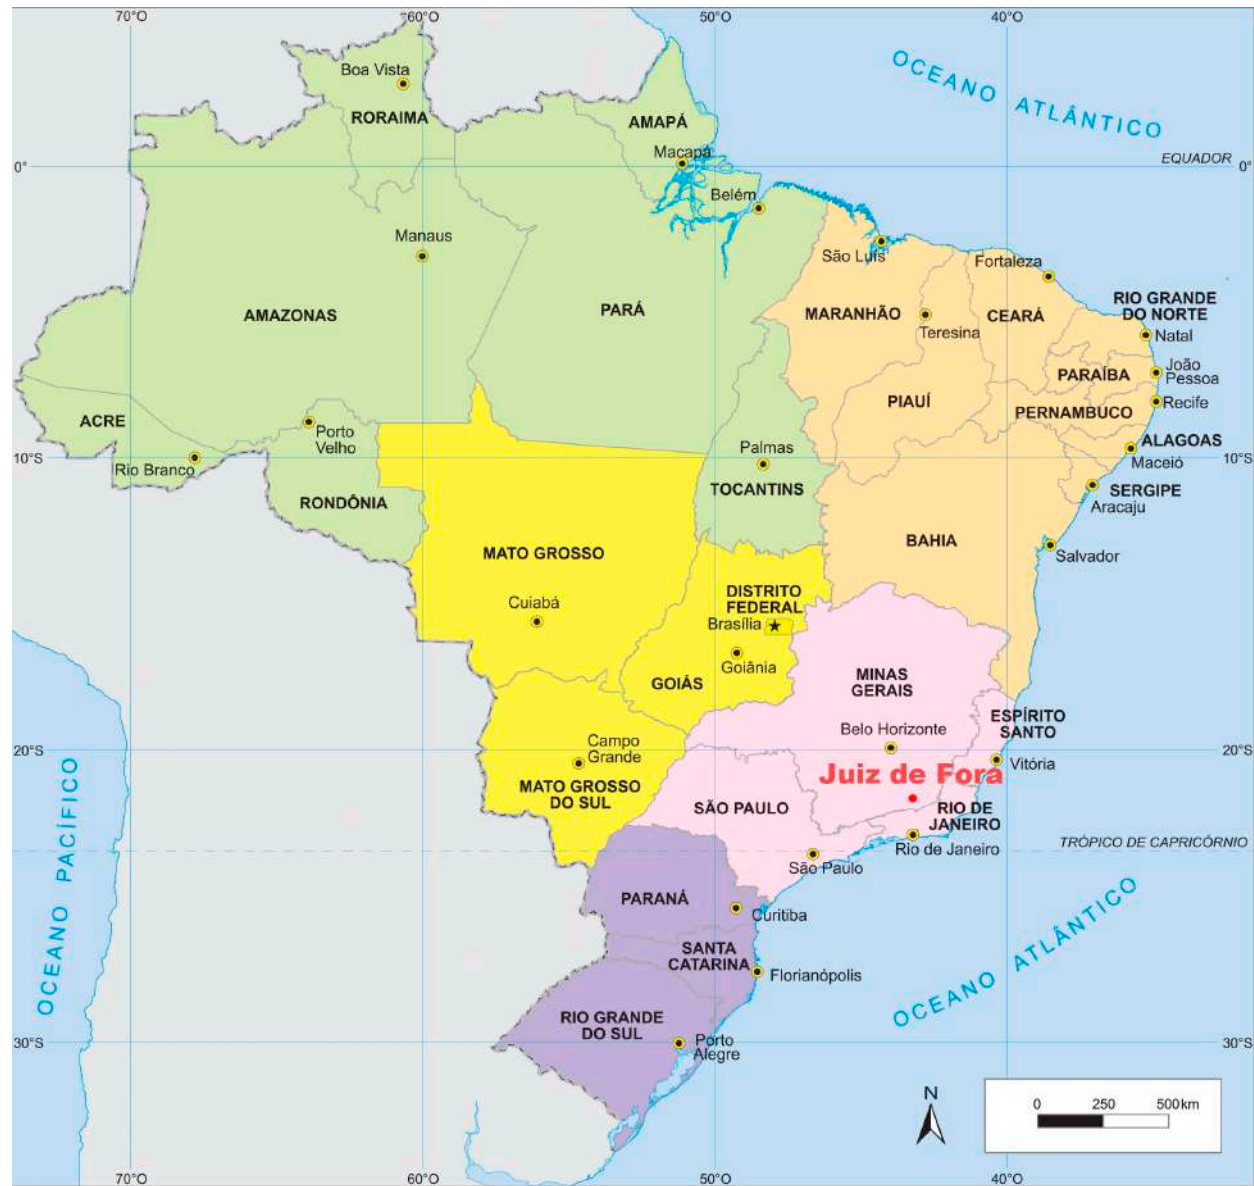 70°O
60°O
50°O
40°O
Boa Vista
RORAIMA
AMAPÁ
Macapá
OCEANO ATLÂNTICO
EQUADOR
0°
0°
Belém
Manaus
São Luís
Fortaleza
AMAZONAS
PARÁ
MARANHÃO
Teresina
CEARÁ
RIO GRANDE
DO NORTE
Natal
PARAÍBA
João
Pessoa
ACRE
PIAUÍ
PERNAMBUCO
Recife
Porto
Velho
Rio Branco
Palmas
ALAGOAS
Maceió
10°S
10°S
RONDÔNIA
TOCANTINS
SERGIPE
Aracaju
MATO GROSSO
BAHIA
Salvador
Cuiabá
DISTRITO
FEDERAL
Brasília
Goiânia
GOIÁS
MINAS
GERAIS
Belo Horizonte
ESPÍRITO
SANTO
Vitória
20°S
20°S
Campo
Grande
MATO GROSSO
DO SUL
Juiz de Fora
SÃO PAULO
RIO DE
JANEIRO
Rio de Janeiro
São Paulo
TRÓPICO DE CAPRICÓRNIO
OCEANO PACÍFICO
PARANÁ
Curitiba
SANTA
CATARINA
Florianópolis
OCEANO ATLÂNTICO
RIO GRANDE
DO SUL
Porto
Alegre
30°S
30°S
N
0 250 500 km
70°O
60°O
50°O
40°O